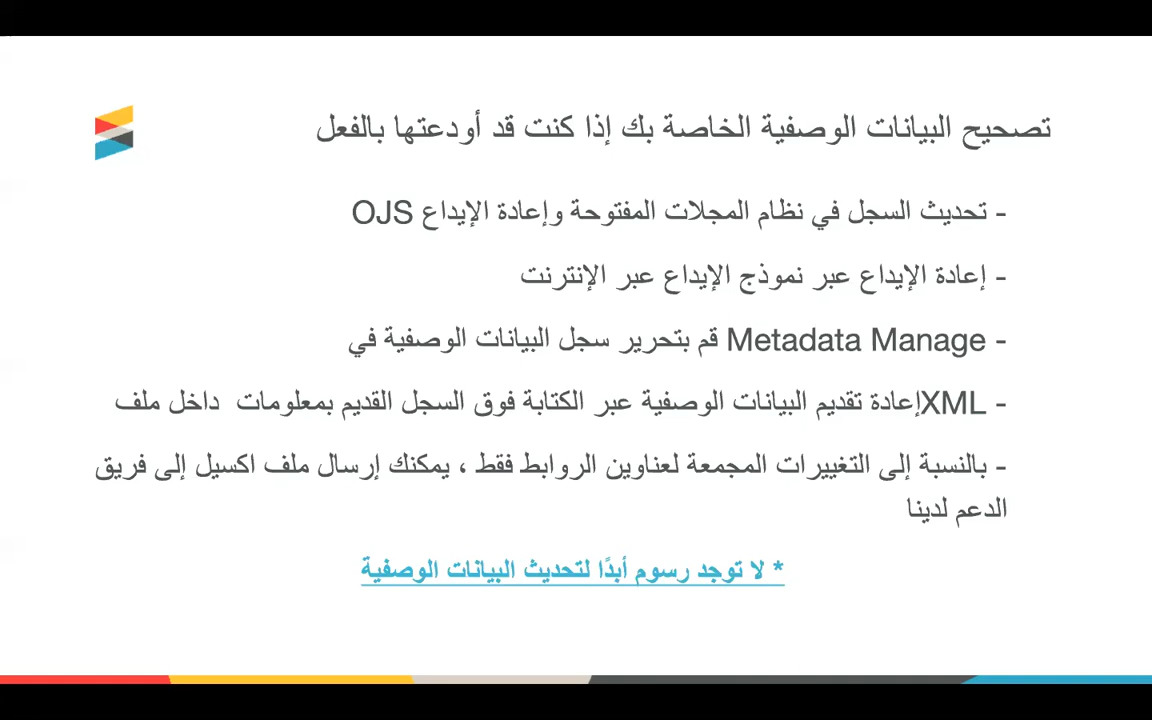 تصحيح البيانات الوصفية الخاصة بك إذا كنت قد أودعتها بالفعل
- تحديث السجل في نظام المجلات المفتوحة وإعادة الإيداع OJS
- إعادة الإيداع عبر نموذج الإيداع عبر الإنترنت
- Metadata Manage قم بتحرير سجل البيانات الوصفية في
- XMLإعادة تقديم البيانات الوصفية عبر الكتابة فوق السجل القديم بمعلومات داخل ملف
- بالنسبة إلى التغييرات المجمعة لعناوين الروابط فقط ، يمكنك إرسال ملف اكسيل إلى فريق
الدعم لدينا
* لا توجد رسوم أبدًا لتحديث البيانات الوصفية